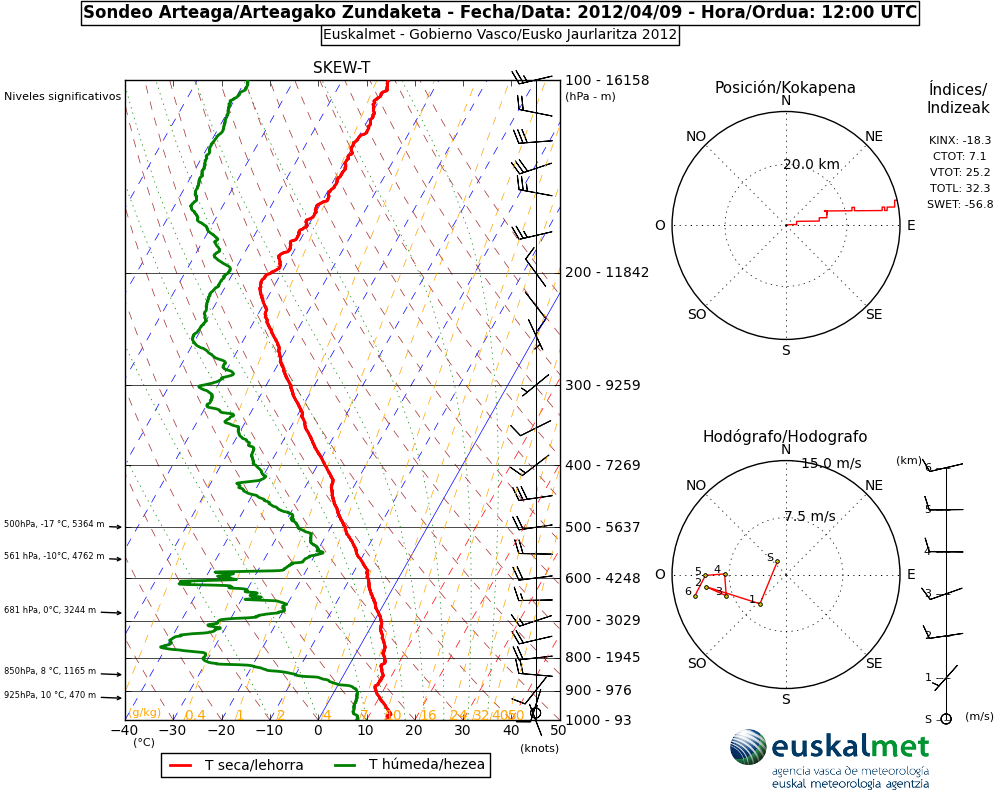 Sondeo Arteaga/Arteagako Zundaketa - Fecha/Data: 2012/04/09 - Hora/Ordua: 12:00 UTC
Euskalmet - Gobierno Vasco/Eusko Jaurlaritza 2012
SKEW-T
Niveles significativos
500hPa, -17 °C, 5364 m
561 hPa, -10°C, 4762 m
681 hPa, 0°C, 3244 m
850hPa, 8 °C, 1165 m
925hPa, 10 °C, 470 m
100 - 16158
(hPa - m)
200 - 11842
300 - 9259
400 - 7269
500 - 5637
600 - 4248
700 - 3029
800 - 1945
900 - 976
1000 - 93
(g/kg) 0.4 1 2 4 7 10 16 24 32 40 50
−40 −30 −20 −10 0 10 20 30 40 50
(°C)
(knots)
T seca/lehorra T húmeda/hezea
Posición/Kokapena
N
NO NE
20.0 km
O E
SO SE
S
Índices/
Indizeak
KINX: -18.3
CTOT: 7.1
VTOT: 25.2
TOTL: 32.3
SWET: -56.8
Hodógrafo/Hodografo
N
15.0 m/s
NO NE
7.5 m/s
O E
S
1
2
3
4
5
6
SO SE
S
(km)
6
5
4
3
2
1
S
(m/s)
euskalmet
agencia vasca de meteorología
euskal meteorologia agentzia